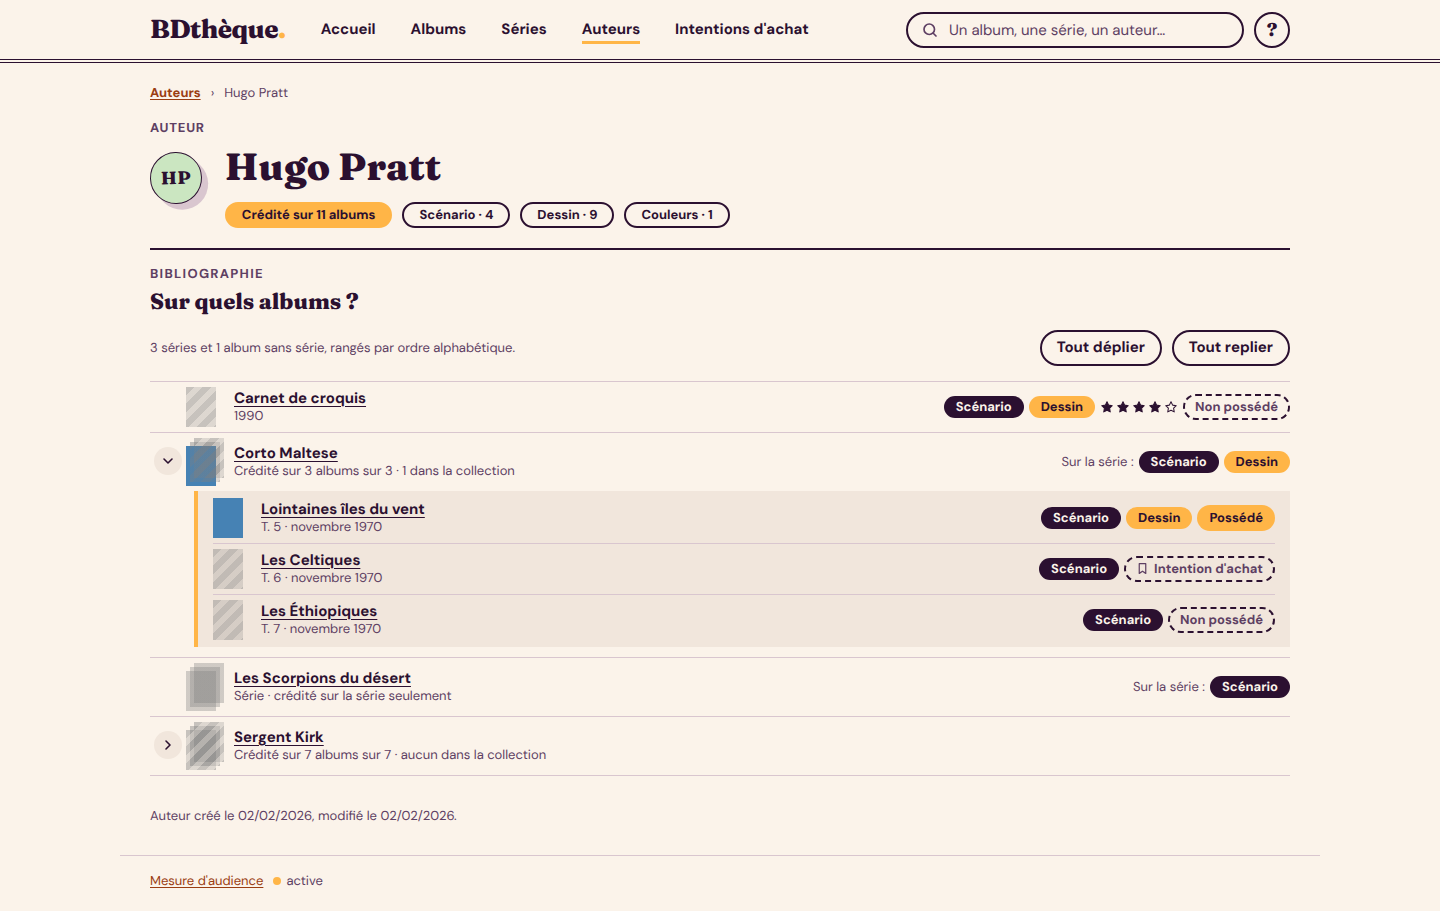 BDthèque.
Accueil
Albums
Séries
Auteurs
Intentions d'achat
Un album, une série, un auteur...
?
Auteurs › Hugo Pratt
AUTEUR
HP
Hugo Pratt
Crédité sur 11 albums
Scénario · 4
Dessin · 9
Couleurs · 1
BIBLIOGRAPHIE
Sur quels albums ?
3 séries et 1 album sans série, rangés par ordre alphabétique.
Tout déplier
Tout replier
Carnet de croquis
1990
Scénario
Dessin
Non possédé
Corto Maltese
Crédité sur 3 albums sur 3 · 1 dans la collection
Sur la série :
Scénario
Dessin
Lointaines îles du vent
T. 5 · novembre 1970
Scénario
Dessin
Possédé
Les Celtiques
T. 6 · novembre 1970
Scénario
Intention d'achat
Les Éthiopiques
T. 7 · novembre 1970
Scénario
Non possédé
Les Scorpions du désert
Série · crédité sur la série seulement
Sur la série :
Scénario
Sergent Kirk
Crédité sur 7 albums sur 7 · aucun dans la collection
Auteur créé le 02/02/2026, modifié le 02/02/2026.
Mesure d'audience
active